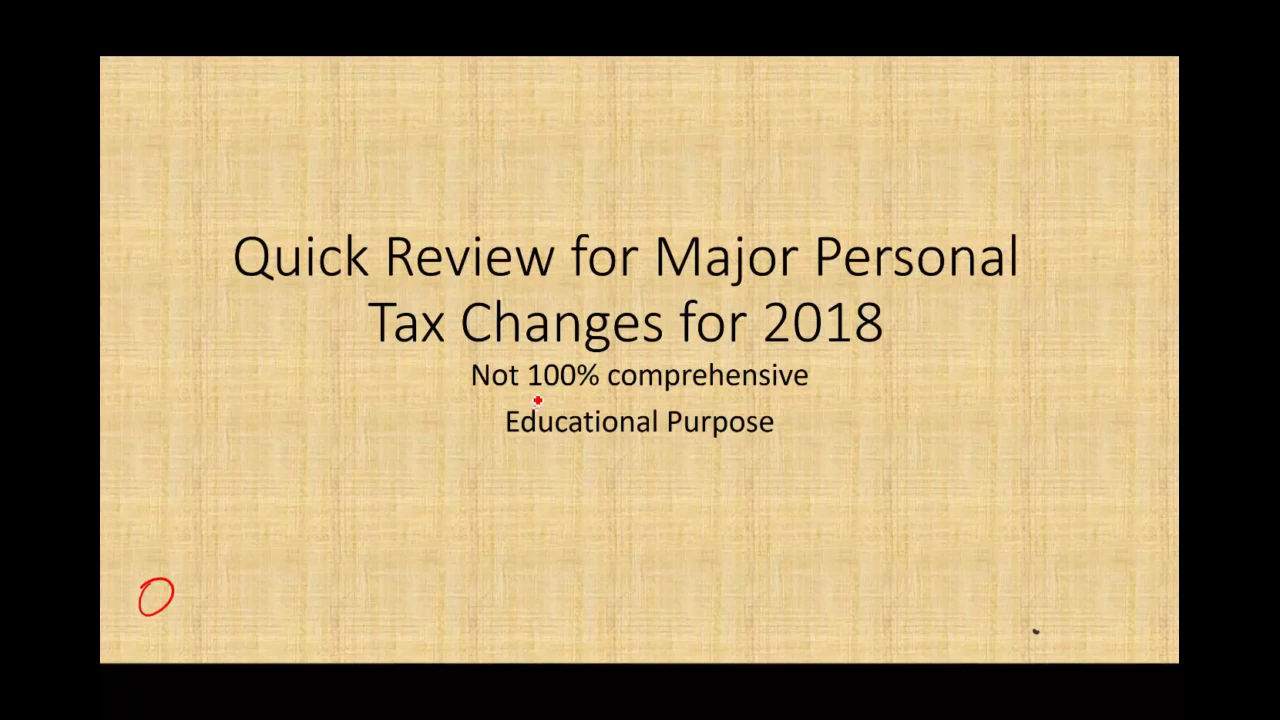 Quick Review for Major Personal
Tax Changes for 2018
Not 100% comprehensive
Educational Purpose